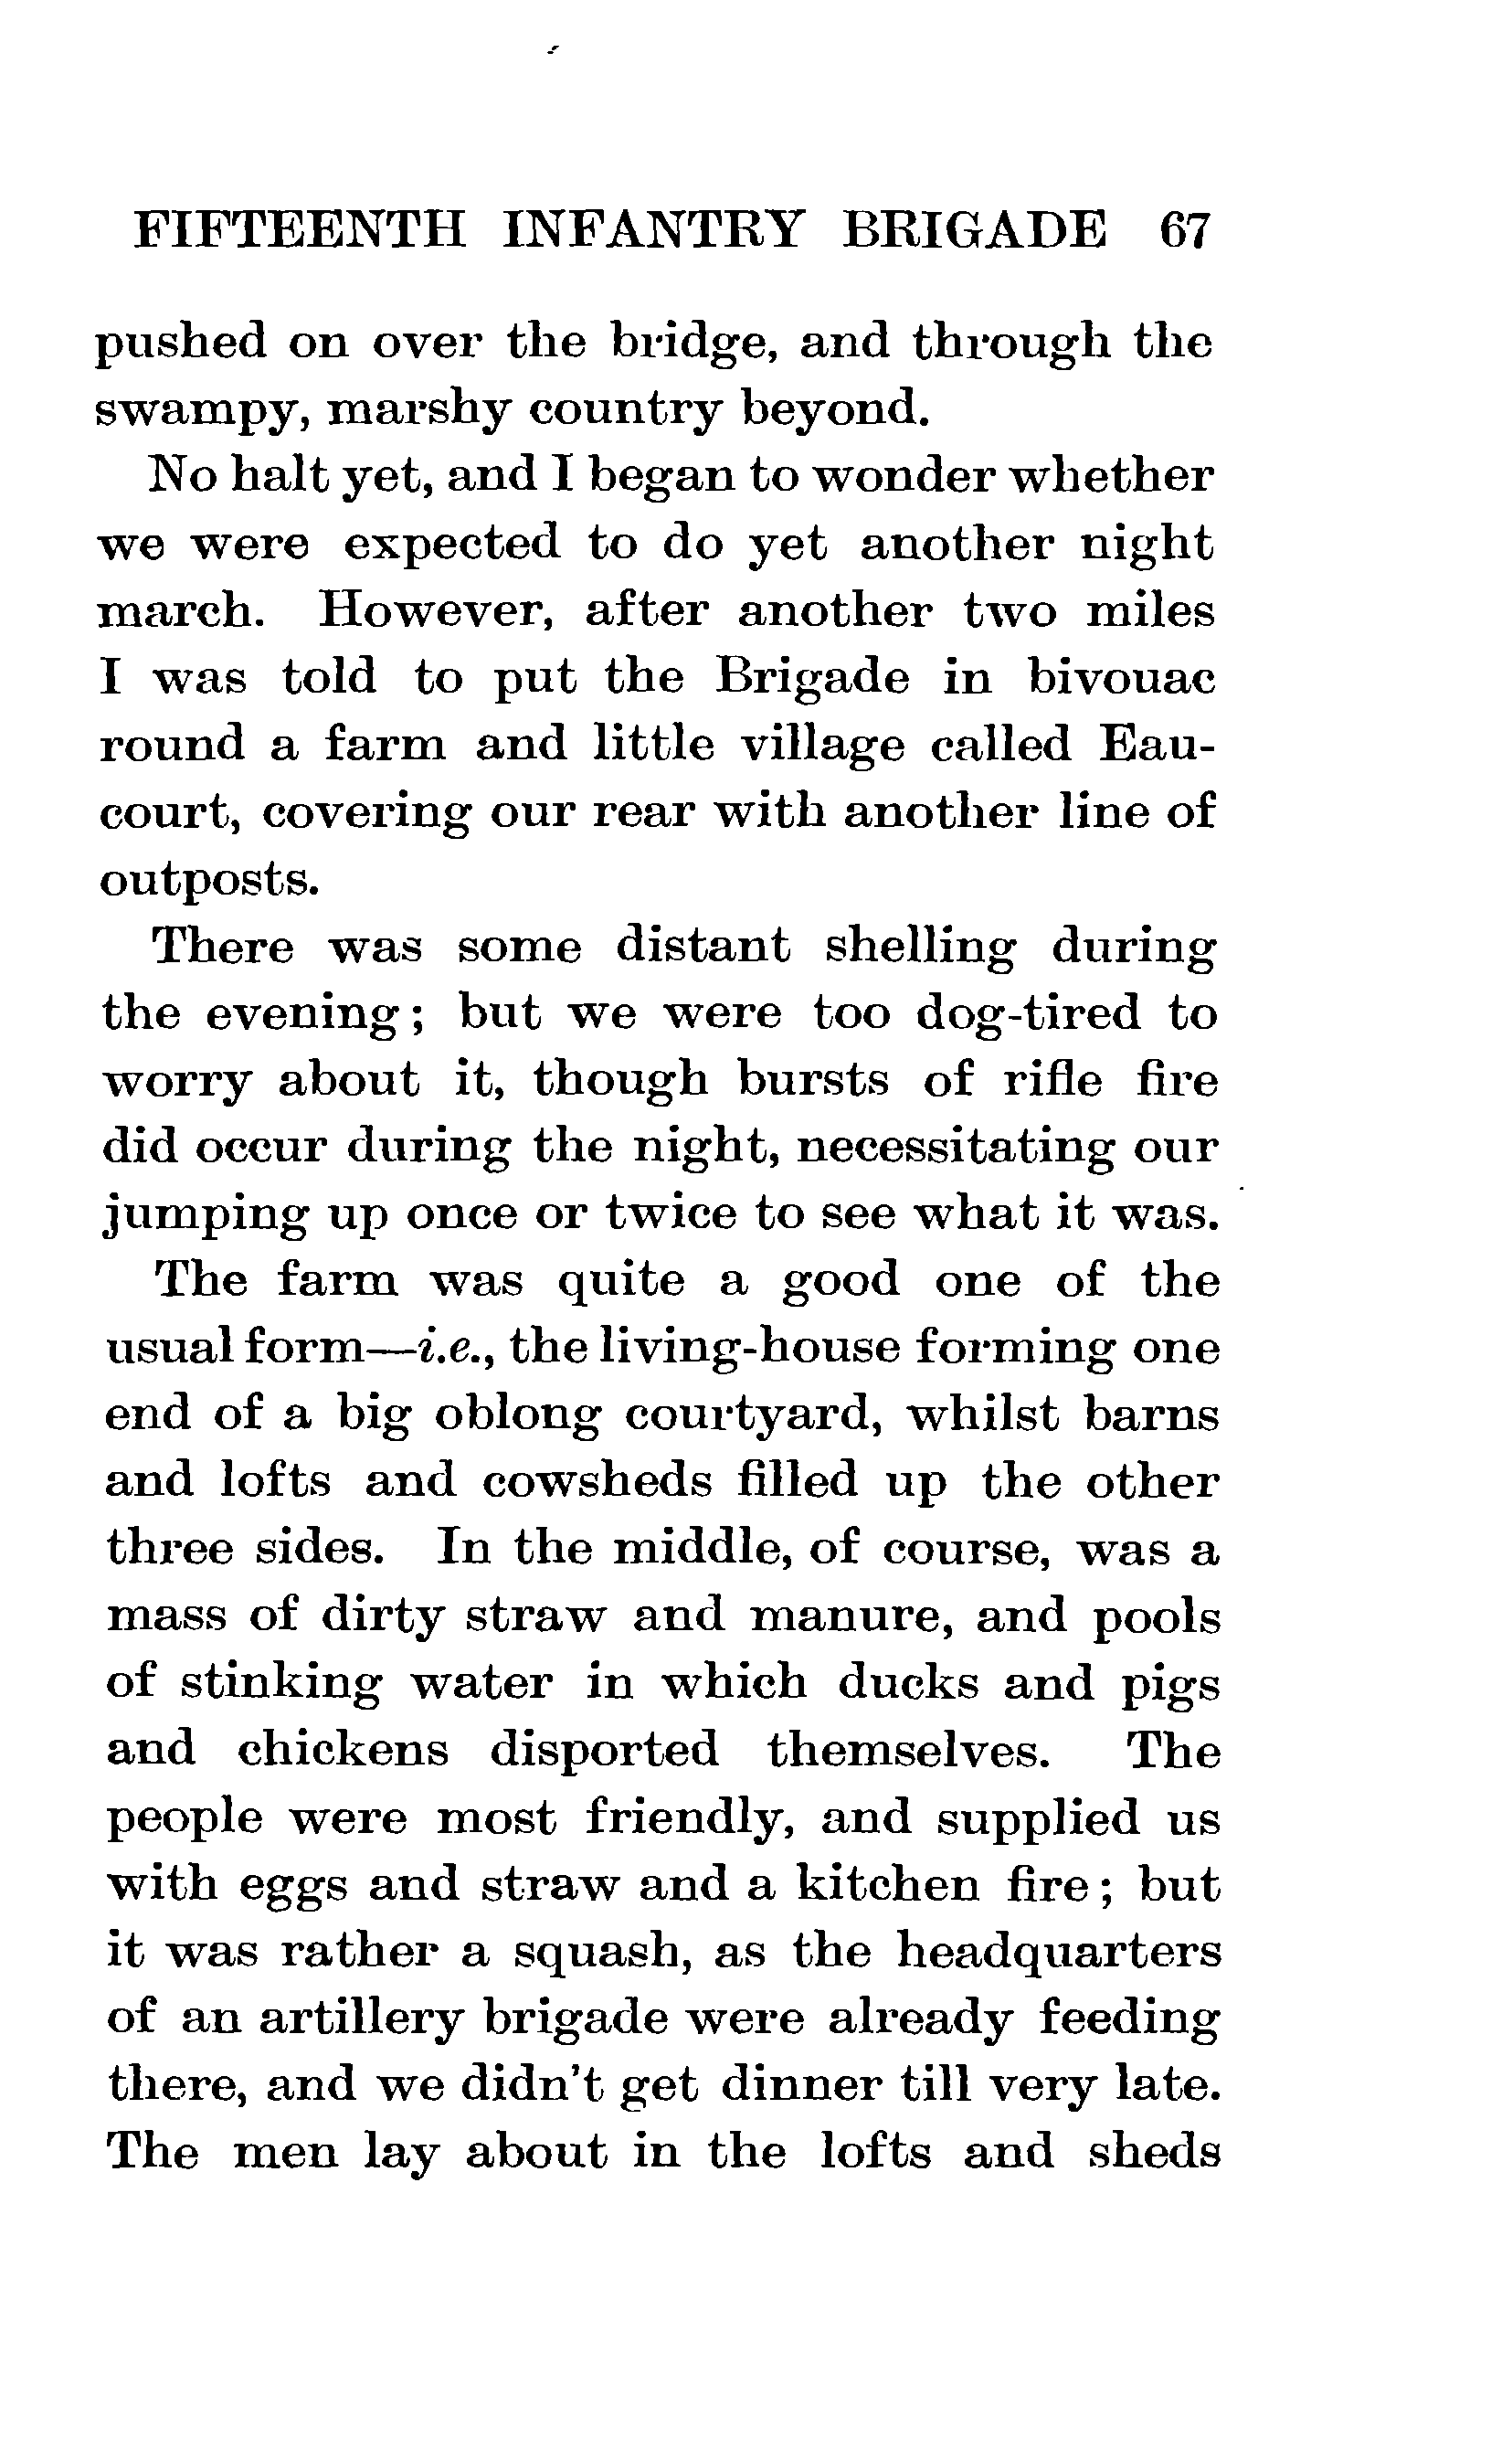 FIFTEENTH INFANTRY BRIGADE 67
pushed on over the bridge, and through the
swampy, marshy country beyond.
No halt yet, and I began to wonder whether
we were expected to do yet another night
march. However, after another two miles
I was told to put the Brigade in bivouac
round a farm and little village called Eau-
court, covering our rear with another line of
outposts.
There was some distant shelling during
the evening; but we were too dog-tired to
worry about it, though bursts of rifle fire
did occur during the night, necessitating our
jumping up once or twice to see what it was.
The farm was quite a good one of the
usual form—i.e., the living-house forming one
end of a big oblong courtyard, whilst barns
and lofts and cowsheds filled up the other
three sides. In the middle, of course, was a
mass of dirty straw and manure, and pools
of stinking water in which ducks and pigs
and chickens disported themselves. The
people were most friendly, and supplied us
with eggs and straw and a kitchen fire; but
it was rather a squash, as the headquarters
of an artillery brigade were already feeding
there, and we didn't get dinner till very late.
The men lay about in the lofts and sheds